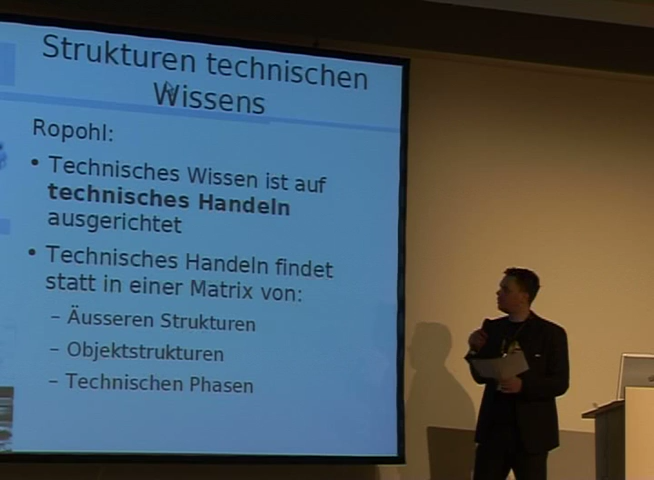 Strukturen technischen
Wissens
Ropohl:
• Technisches Wissen ist auf
technisches Handeln
ausgerichtet
• Technisches Handeln findet
statt in einer Matrix von:
– Äusseren Strukturen
– Objektstrukturen
– Technischen Phasen